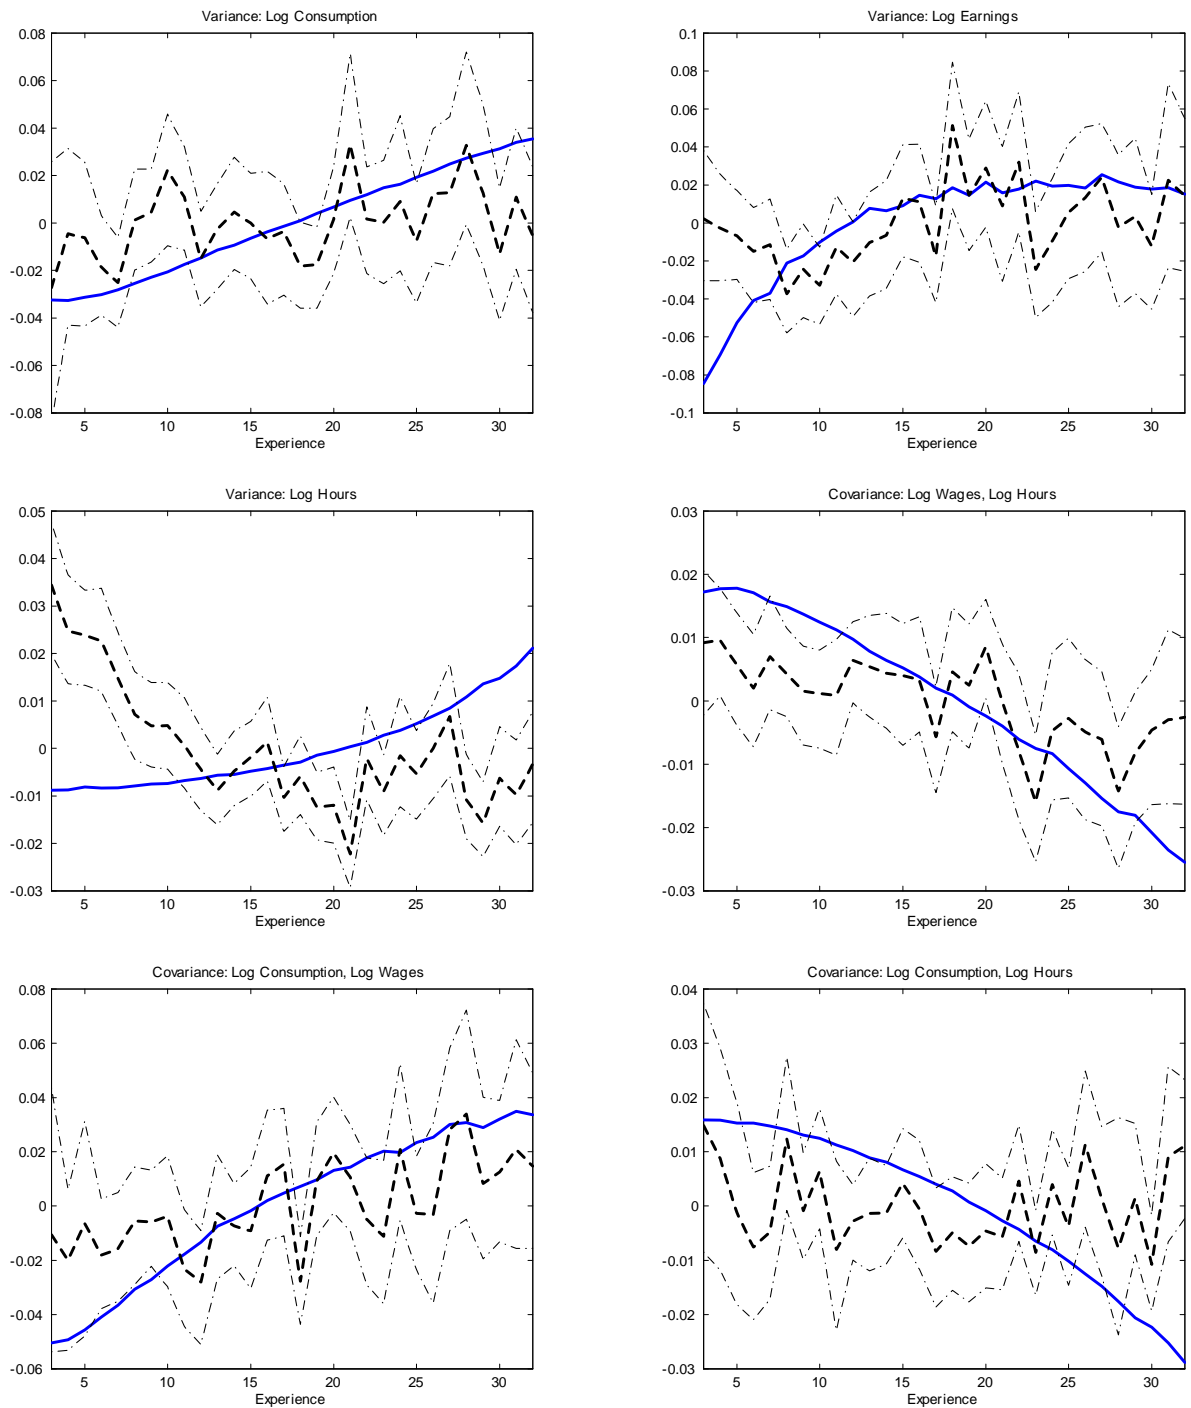 Variance: Log Consumption
0.08
0.06
0.04
0.02
0
-0.02
-0.04
-0.06
-0.08
5 10 15 20 25 30
Experience
Variance: Log Earnings
0.1
0.08
0.06
0.04
0.02
0
-0.02
-0.04
-0.06
-0.08
-0.1
5 10 15 20 25 30
Experience
Variance: Log Hours
0.05
0.04
0.03
0.02
0.01
0
-0.01
-0.02
-0.03
5 10 15 20 25 30
Experience
Covariance: Log Wages, Log Hours
0.03
0.02
0.01
0
-0.01
-0.02
-0.03
5 10 15 20 25 30
Experience
Covariance: Log Consumption, Log Wages
0.08
0.06
0.04
0.02
0
-0.02
-0.04
-0.06
5 10 15 20 25 30
Experience
Covariance: Log Consumption, Log Hours
0.04
0.03
0.02
0.01
0
-0.01
-0.02
-0.03
5 10 15 20 25 30
Experience